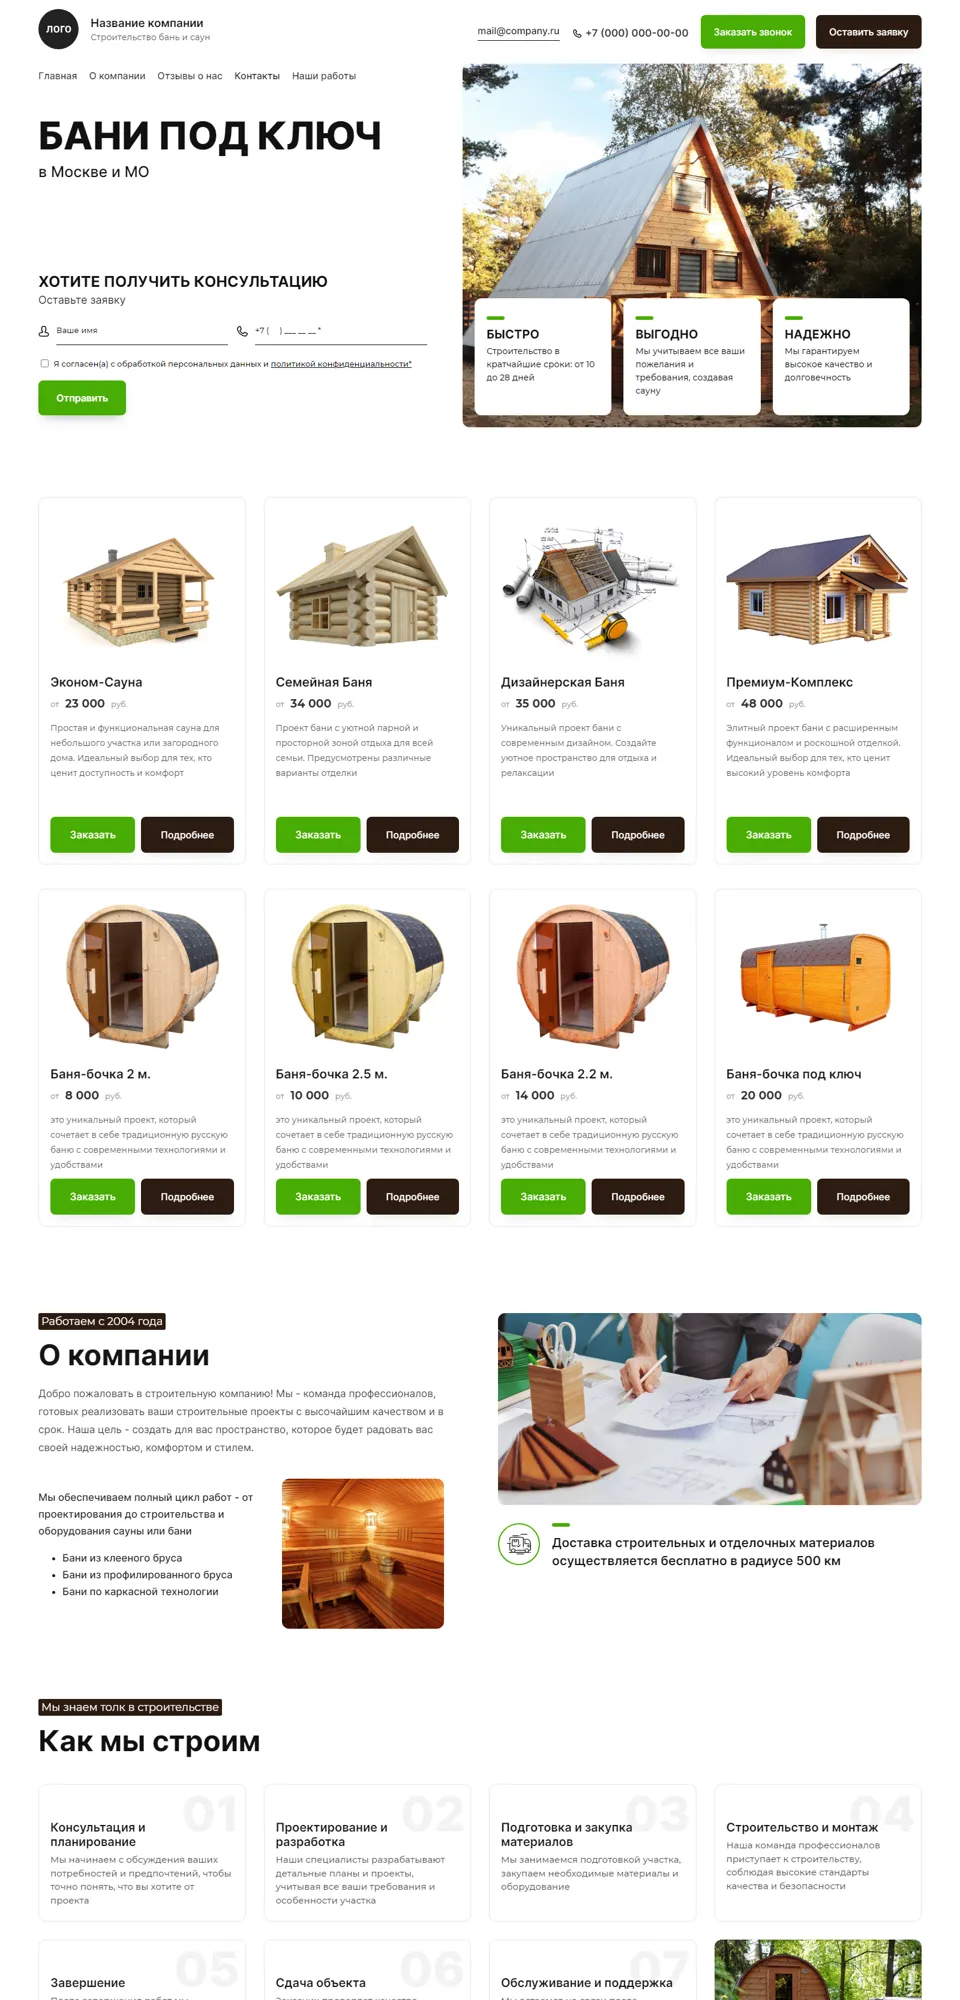 ЛОГО
Название компании
Строительство бань и саун
mail@company.ru
+7 (000) 000-00-00
Заказать звонок
Оставить заявку
Главная
О компании
Отзывы о нас
Контакты
Наши работы
БАНИ ПОД КЛЮЧ
в Москве и МО
ХОТИТЕ ПОЛУЧИТЬ КОНСУЛЬТАЦИЮ
Оставьте заявку
Ваше имя
+7 (   ) ___ __ __ *
Я согласен(а) с обработкой персональных данных и политикой конфиденциальности*
Отправить
БЫСТРО
Строительство в
кратчайшие сроки: от 10
до 28 дней
ВЫГОДНО
Мы учитываем все ваши
пожелания и
требования, создавая
сауну
НАДЕЖНО
Мы гарантируем
высокое качество и
долговечность
Эконом-Сауна
от 23 000 руб.
Простая и функциональная сауна для
небольшого участка или загородного
дома. Идеальный выбор для тех, кто
ценит доступность и комфорт
Заказать
Подробнее
Семейная Баня
от 34 000 руб.
Проект бани с уютной парной и
просторной зоной отдыха для всей
семьи. Предусмотрены различные
варианты отделки
Заказать
Подробнее
Дизайнерская Баня
от 35 000 руб.
Уникальный проект бани с
современным дизайном. Создайте
уютное пространство для отдыха и
релаксации
Заказать
Подробнее
Премиум-Комплекс
от 48 000 руб.
Элитный проект бани с расширенным
функционалом и роскошной отделкой.
Идеальный выбор для тех, кто ценит
высокий уровень комфорта
Заказать
Подробнее
Баня-бочка 2 м.
от 8 000 руб.
это уникальный проект, который
сочетает в себе традиционную русскую
баню с современными технологиями и
удобствами
Заказать
Подробнее
Баня-бочка 2.5 м.
от 10 000 руб.
это уникальный проект, который
сочетает в себе традиционную русскую
баню с современными технологиями и
удобствами
Заказать
Подробнее
Баня-бочка 2.2 м.
от 14 000 руб.
это уникальный проект, который
сочетает в себе традиционную русскую
баню с современными технологиями и
удобствами
Заказать
Подробнее
Баня-бочка под ключ
от 20 000 руб.
это уникальный проект, который
сочетает в себе традиционную русскую
баню с современными технологиями и
удобствами
Заказать
Подробнее
Работаем с 2004 года
О компании
Добро пожаловать в строительную компанию! Мы - команда профессионалов,
готовых реализовать ваши строительные проекты с высочайшим качеством и в
срок. Наша цель - создать для вас пространство, которое будет радовать вас
своей надежностью, комфортом и стилем.
Мы обеспечиваем полный цикл работ - от
проектирования до строительства и
оборудования сауны или бани
• Бани из клееного бруса
• Бани из профилированного бруса
• Бани по каркасной технологии
Доставка строительных и отделочных материалов
осуществляется бесплатно в радиусе 500 км
Мы знаем толк в строительстве
Как мы строим
01
Консультация и
планирование
Мы начинаем с обсуждения ваших
потребностей и предпочтений, чтобы
точно понять, что вы хотите от
проекта
02
Проектирование и
разработка
Наши специалисты разрабатывают
детальные планы и проекты,
учитывая все ваши требования и
особенности участка
03
Подготовка и закупка
материалов
Мы занимаемся подготовкой участка,
закупаем необходимые материалы и
оборудование
04
Строительство и монтаж
Наша команда профессионалов
приступает к строительству,
соблюдая высокие стандарты
качества и безопасности
05
Завершение
06
Сдача объекта
07
Обслуживание и поддержка